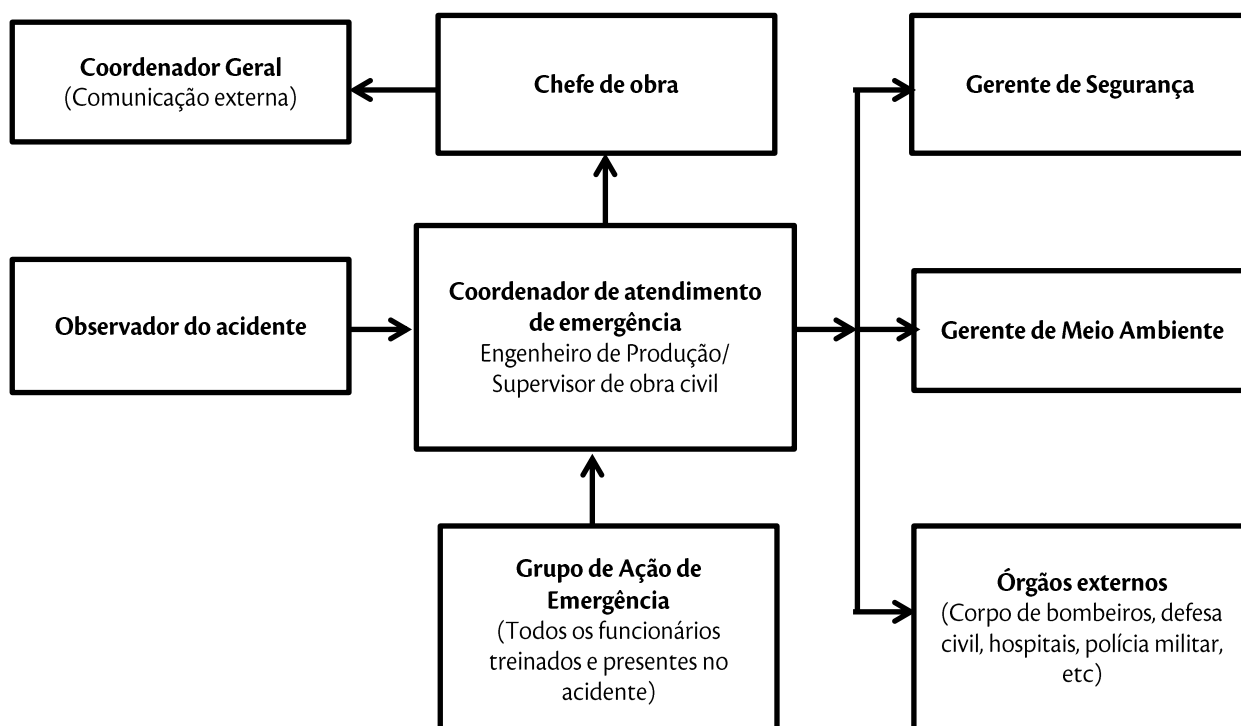 Coordenador Geral
(Comunicação externa)
Chefe de obra
Gerente de Segurança
Observador do acidente
Coordenador de atendimento
de emergência
Engenheiro de Produção/
Supervisor de obra civil
Gerente de Meio Ambiente
Grupo de Ação de
Emergência
(Todos os funcionários
treinados e presentes no
acidente)
Órgãos externos
(Corpo de bombeiros, defesa
civil, hospitais, polícia militar,
etc)